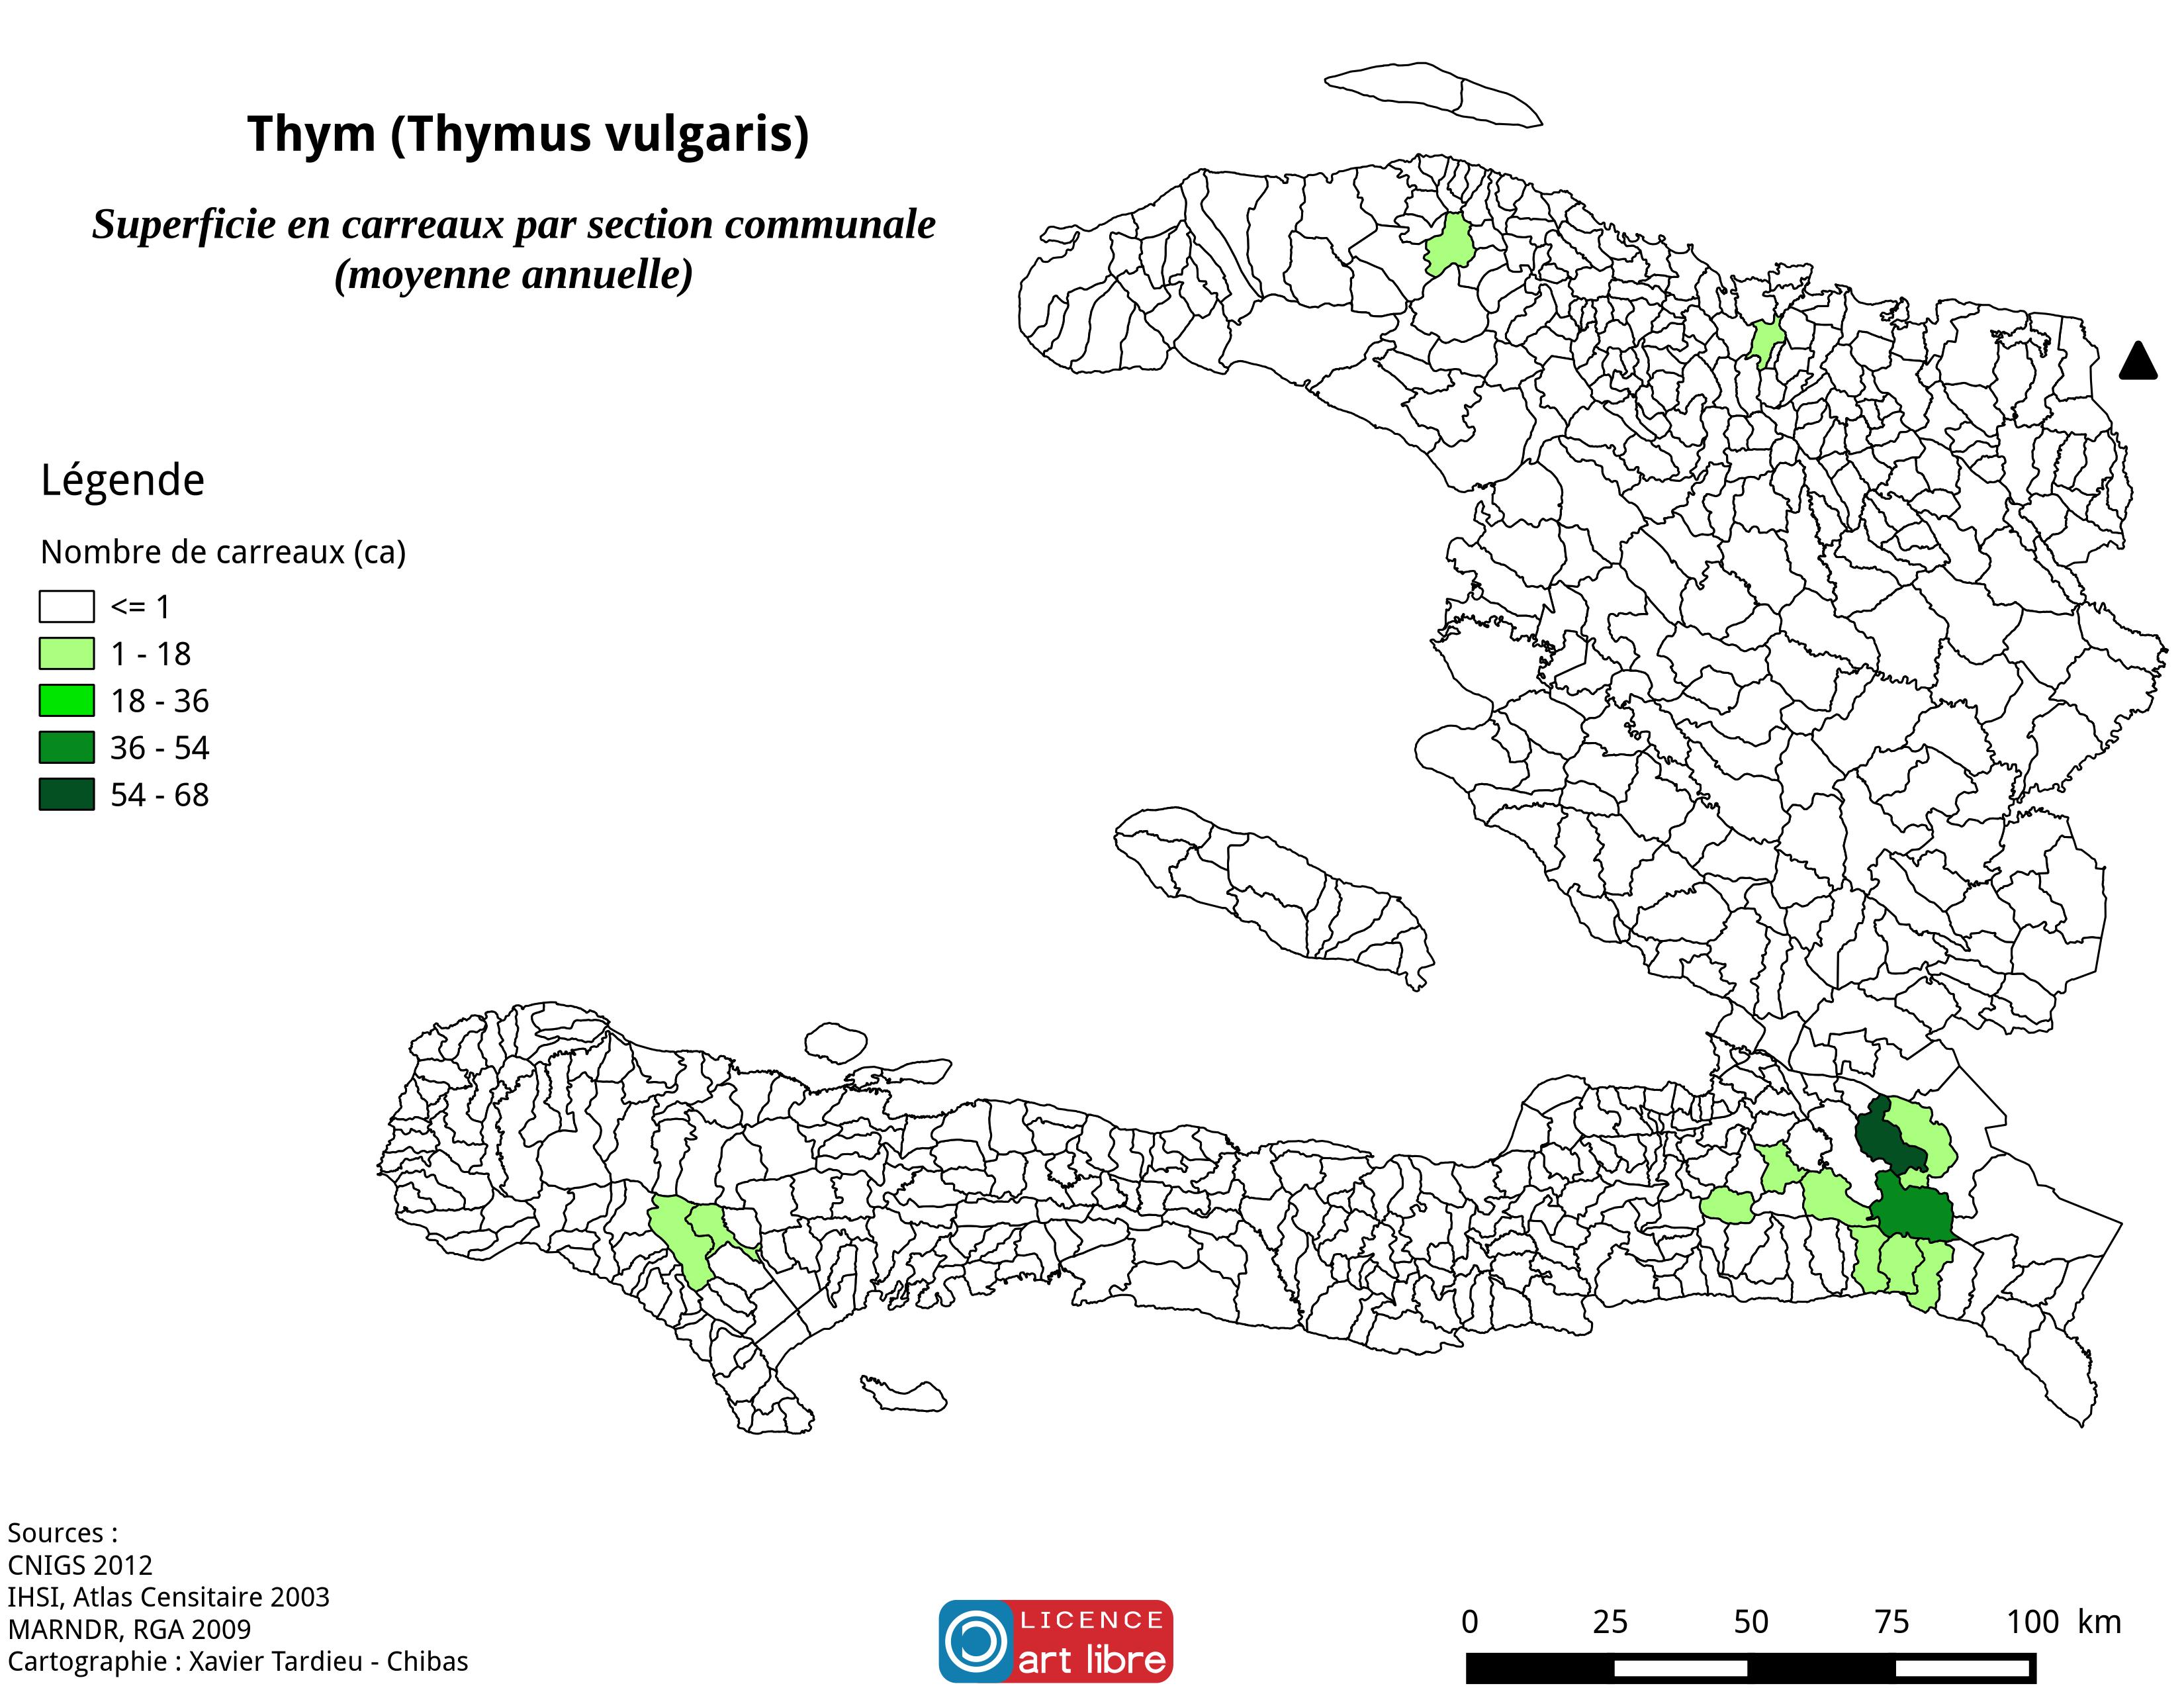 Thym (Thymus vulgaris)
Superficie en carreaux par section communale
(moyenne annuelle)
Légende
Nombre de carreaux (ca)
<= 1
1 - 18
18 - 36
36 - 54
54 - 68
Sources :
CNIGS 2012
IHSI, Atlas Censitaire 2003
MARNDR, RGA 2009
Cartographie : Xavier Tardieu - Chibas
LICENCE
art libre
0 25 50 75 100 km